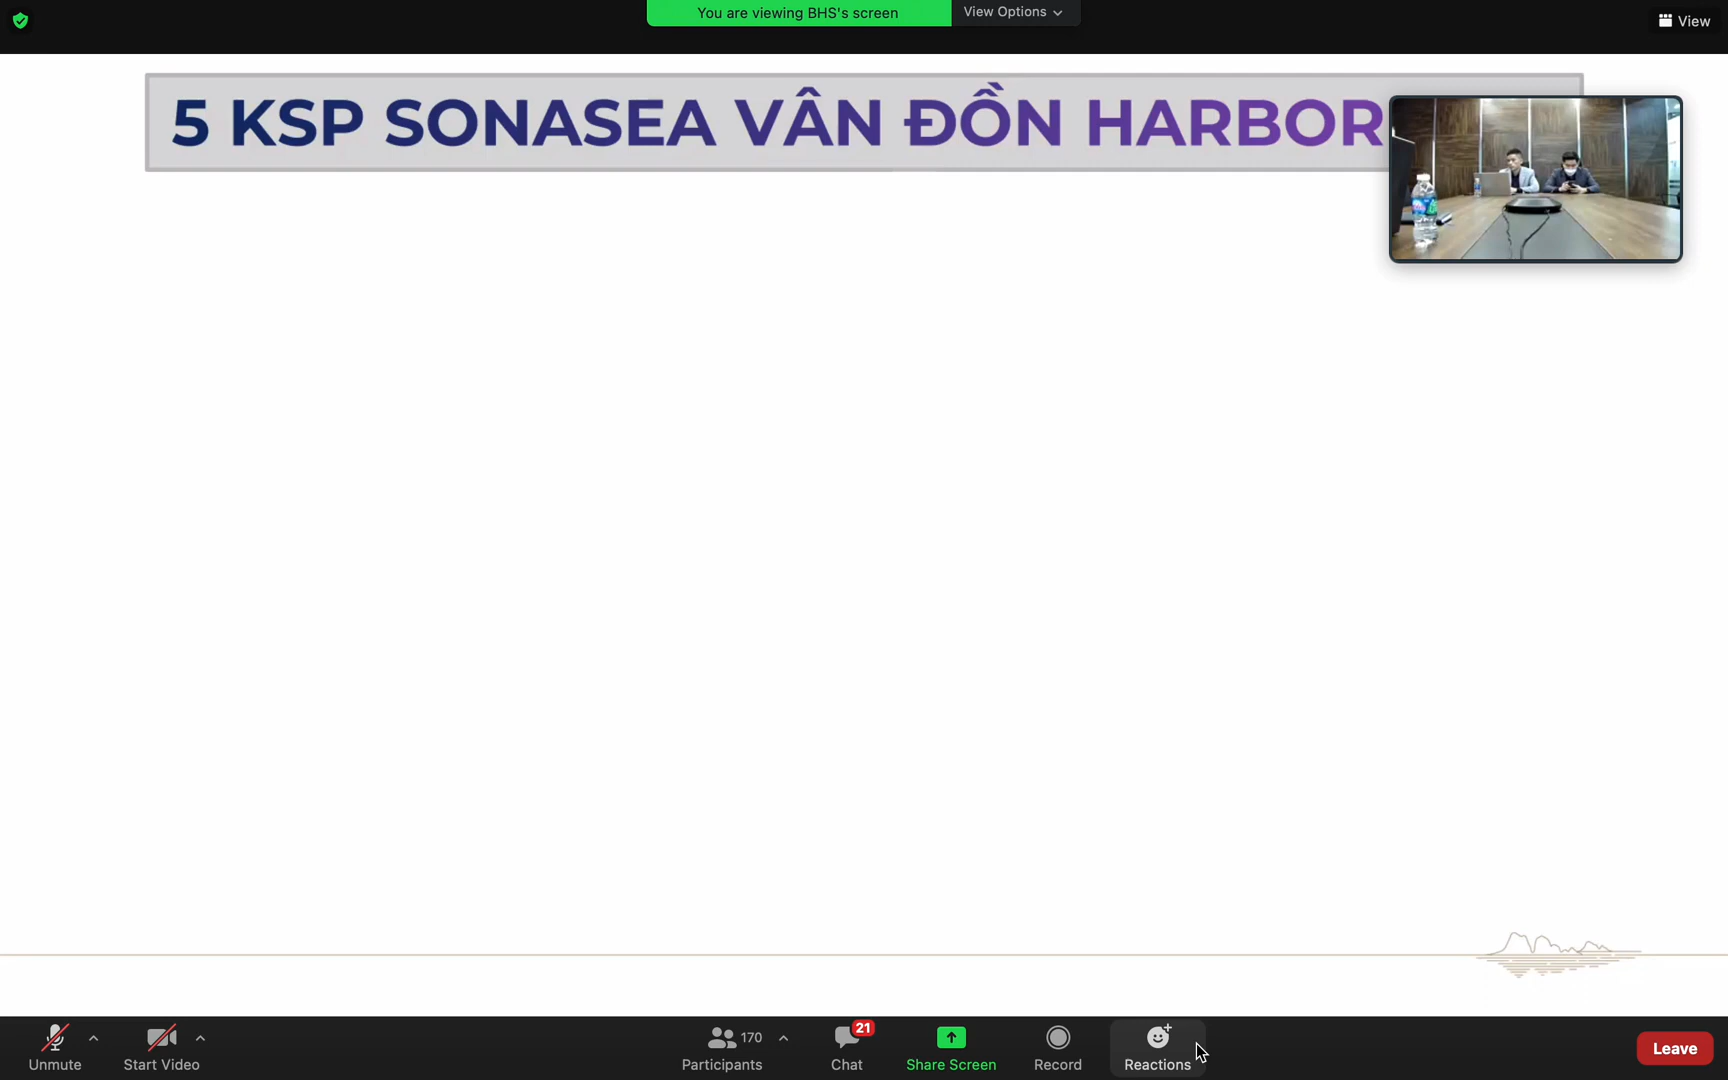 You are viewing BHS's screen
View Options
View
5 KSP SONASEA VÂN ĐỒN HARBOR
170
21
Unmute
Start Video
Participants
Chat
Share Screen
Record
Reactions
Leave